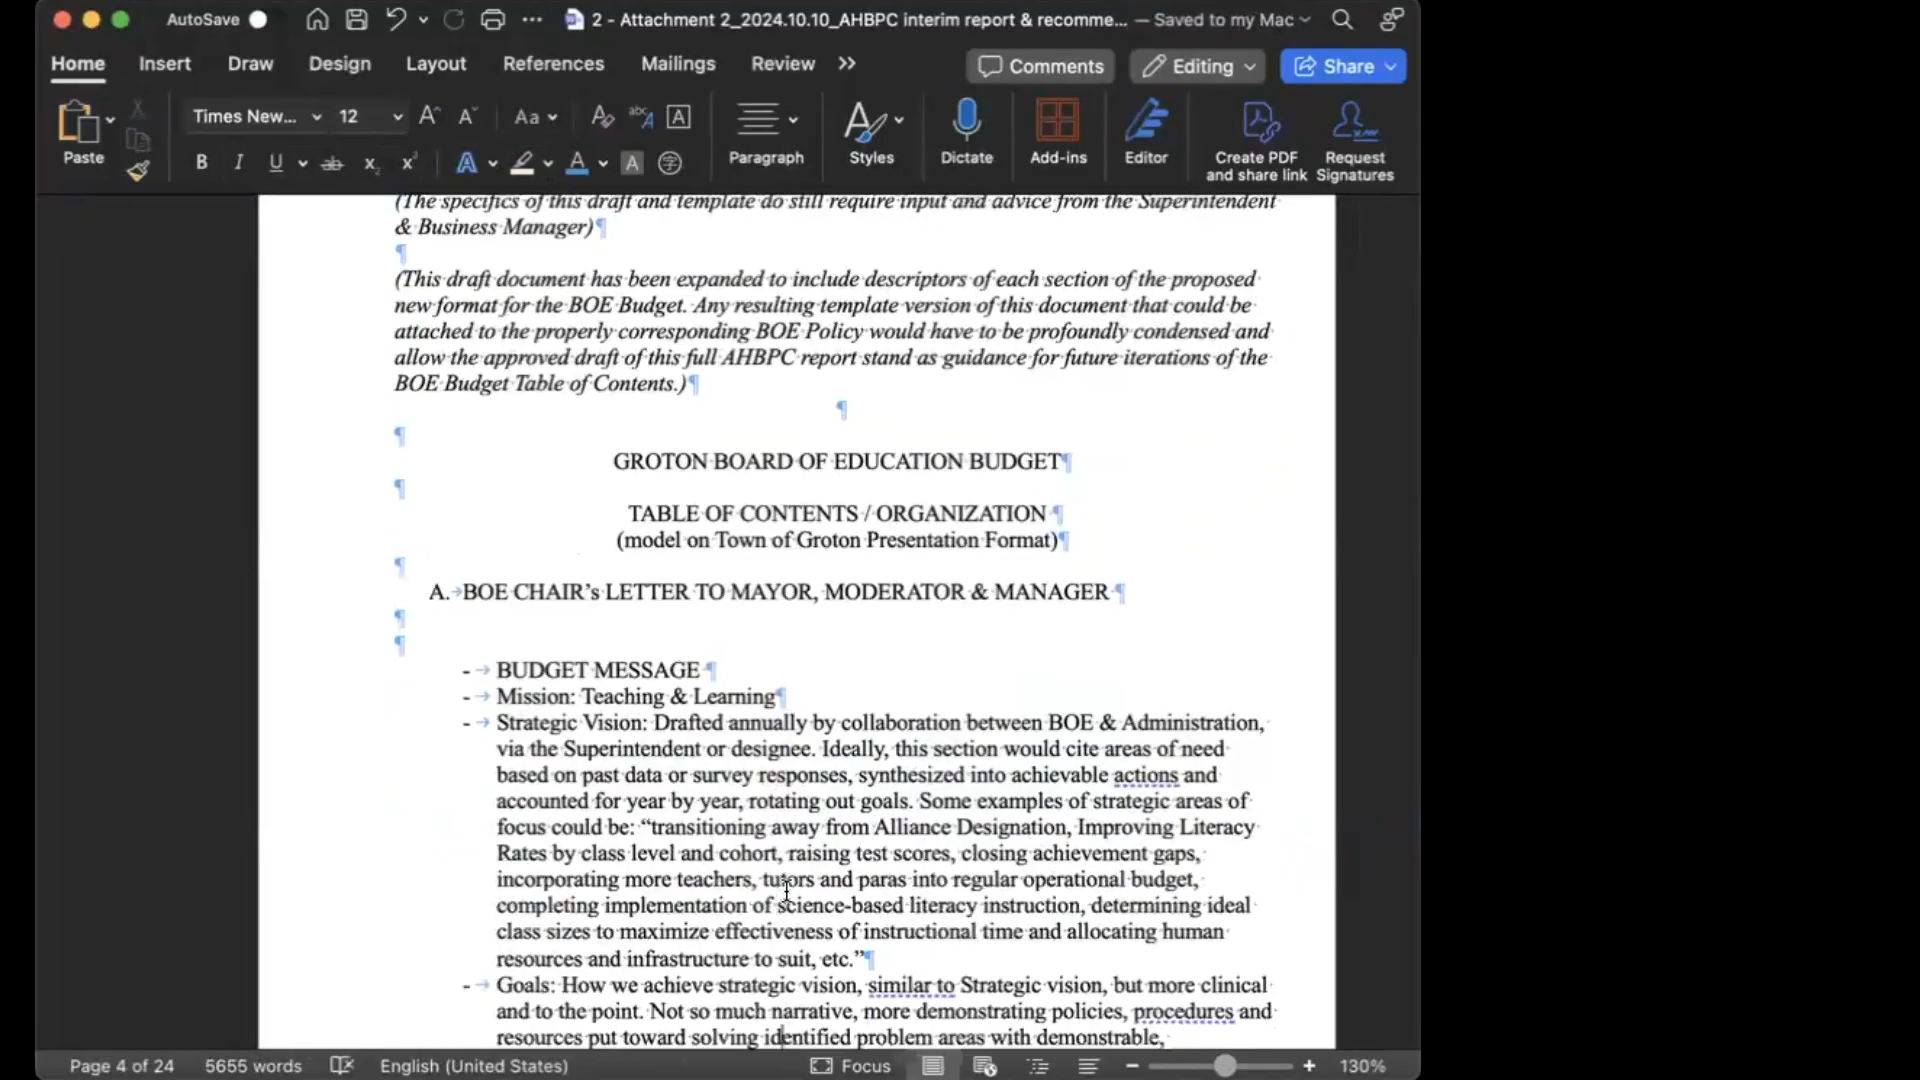 AutoSave
2 - Attachment 2_2024.10.10_AHBPC interim report & recomme... — Saved to my Mac
Home Insert Draw Design Layout References Mailings Review
Comments Editing Share
Times New... 12 Aa
Paste Paragraph Styles Dictate Add-ins Editor Create PDF and share link Request Signatures
(The specifics of this draft and template do still require input and advice from the Superintendent
& Business Manager)
(This draft document has been expanded to include descriptors of each section of the proposed
new format for the BOE Budget. Any resulting template version of this document that could be
attached to the properly corresponding BOE Policy would have to be profoundly condensed and
allow the approved draft of this full AHBPC report stand as guidance for future iterations of the
BOE Budget Table of Contents.)
GROTON BOARD OF EDUCATION BUDGET
TABLE OF CONTENTS / ORGANIZATION
(model on Town of Groton Presentation Format)
A. BOE CHAIR's LETTER TO MAYOR, MODERATOR & MANAGER
- BUDGET MESSAGE
- Mission: Teaching & Learning
- Strategic Vision: Drafted annually by collaboration between BOE & Administration,
via the Superintendent or designee. Ideally, this section would cite areas of need
based on past data or survey responses, synthesized into achievable actions and
accounted for year by year, rotating out goals. Some examples of strategic areas of
focus could be: “transitioning away from Alliance Designation, Improving Literacy
Rates by class level and cohort, raising test scores, closing achievement gaps,
incorporating more teachers, tutors and paras into regular operational budget,
completing implementation of science-based literacy instruction, determining ideal
class sizes to maximize effectiveness of instructional time and allocating human
resources and infrastructure to suit, etc.”
- Goals: How we achieve strategic vision, similar to Strategic vision, but more clinical
and to the point. Not so much narrative, more demonstrating policies, procedures and
resources put toward solving identified problem areas with demonstrable,
Page 4 of 24 5655 words English (United States) Focus 130%